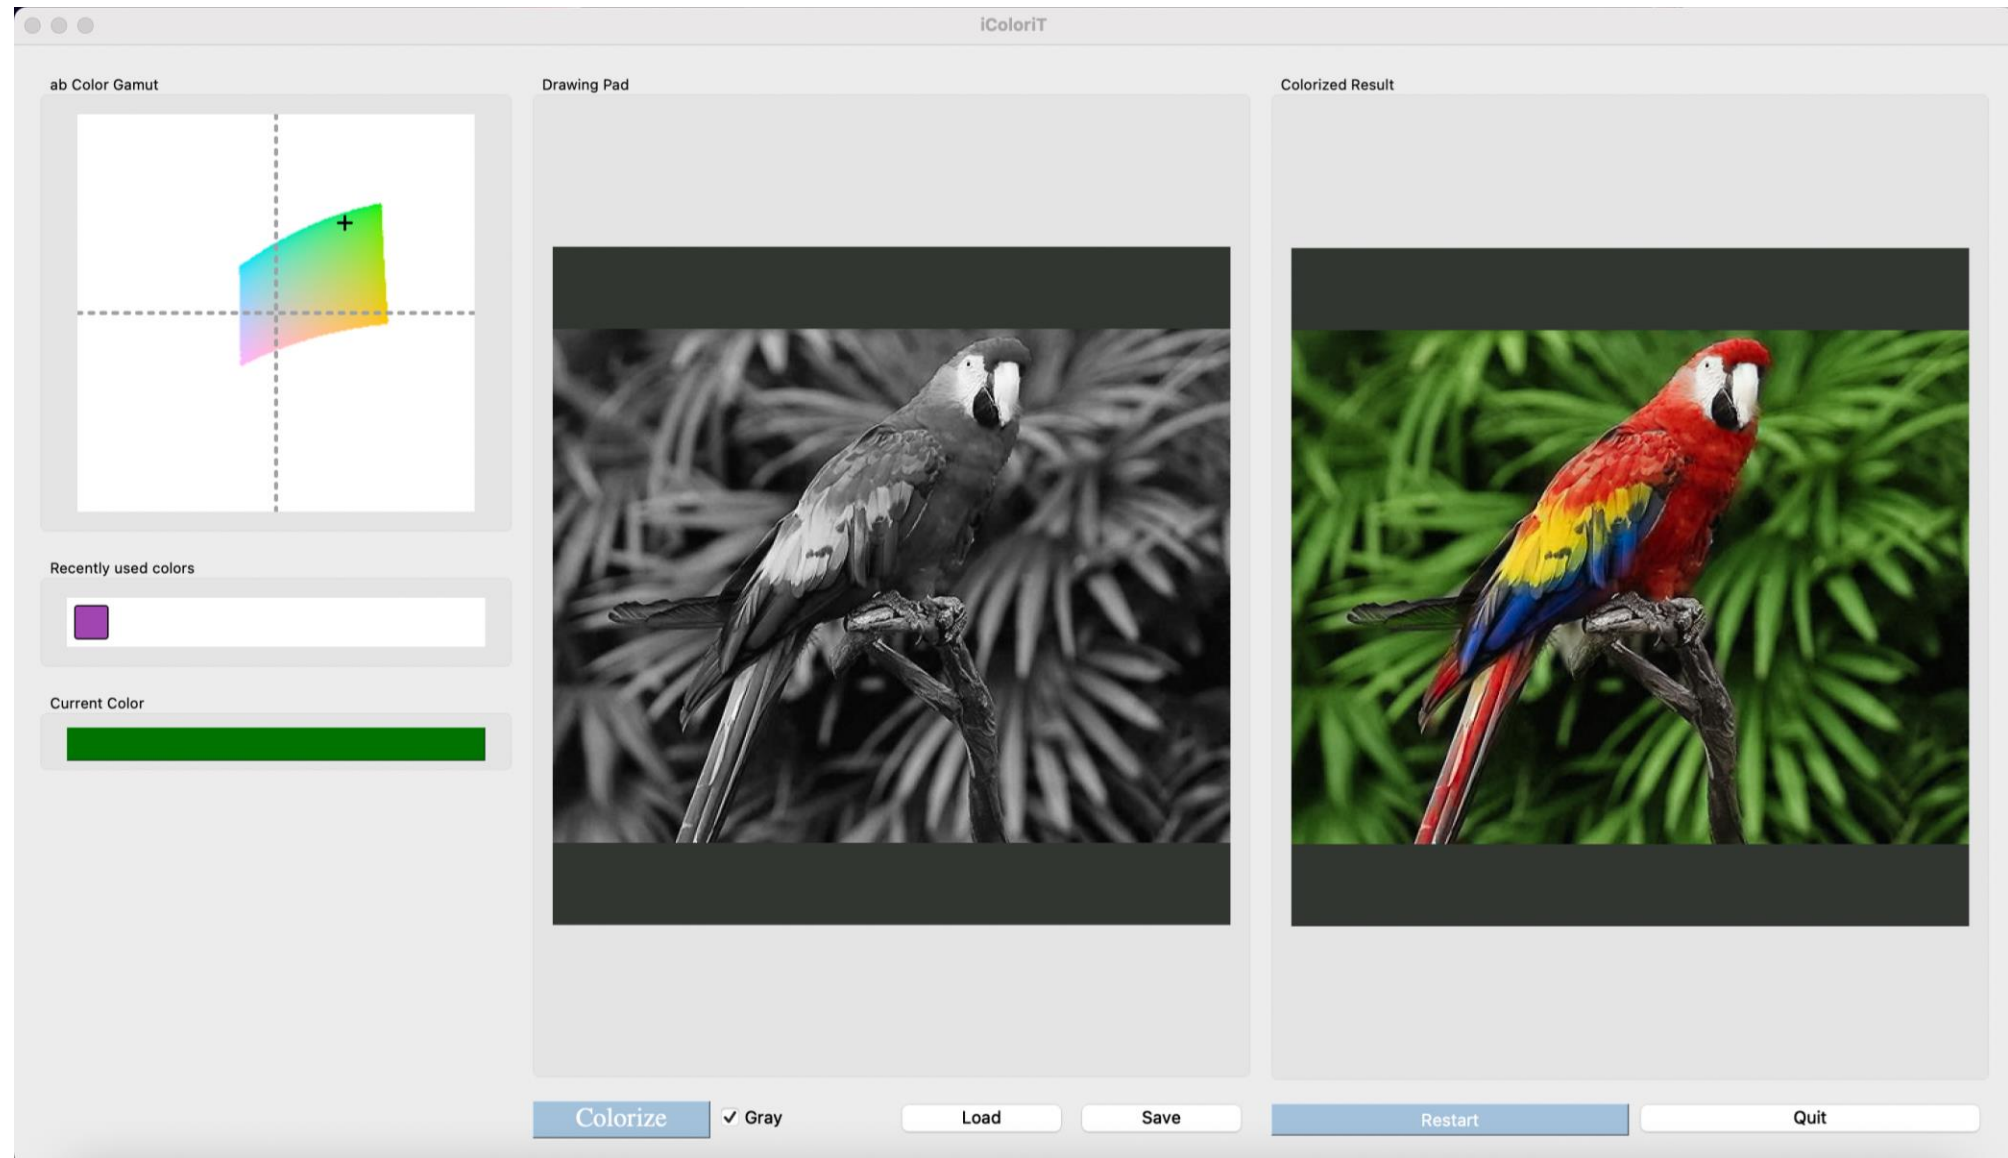 iColoriT
ab Color Gamut
Drawing Pad
Colorized Result
Recently used colors
Current Color
Colorize
Gray
Load
Save
Restart
Quit